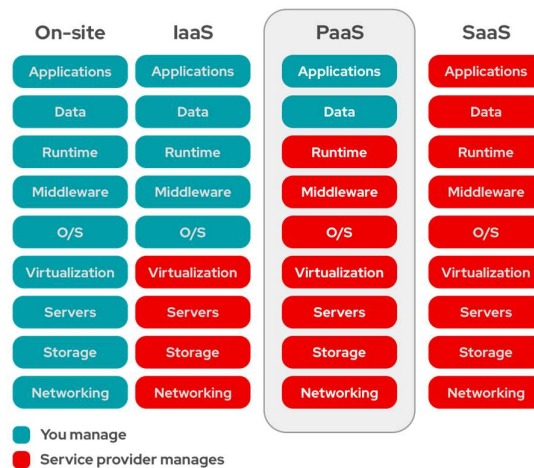 On-site IaaS PaaS SaaS
Applications Applications Applications Applications
Data Data Data Data
Runtime Runtime Runtime Runtime
Middleware Middleware Middleware Middleware
O/S O/S O/S O/S
Virtualization Virtualization Virtualization Virtualization
Servers Servers Servers Servers
Storage Storage Storage Storage
Networking Networking Networking Networking
You manage
Service provider manages